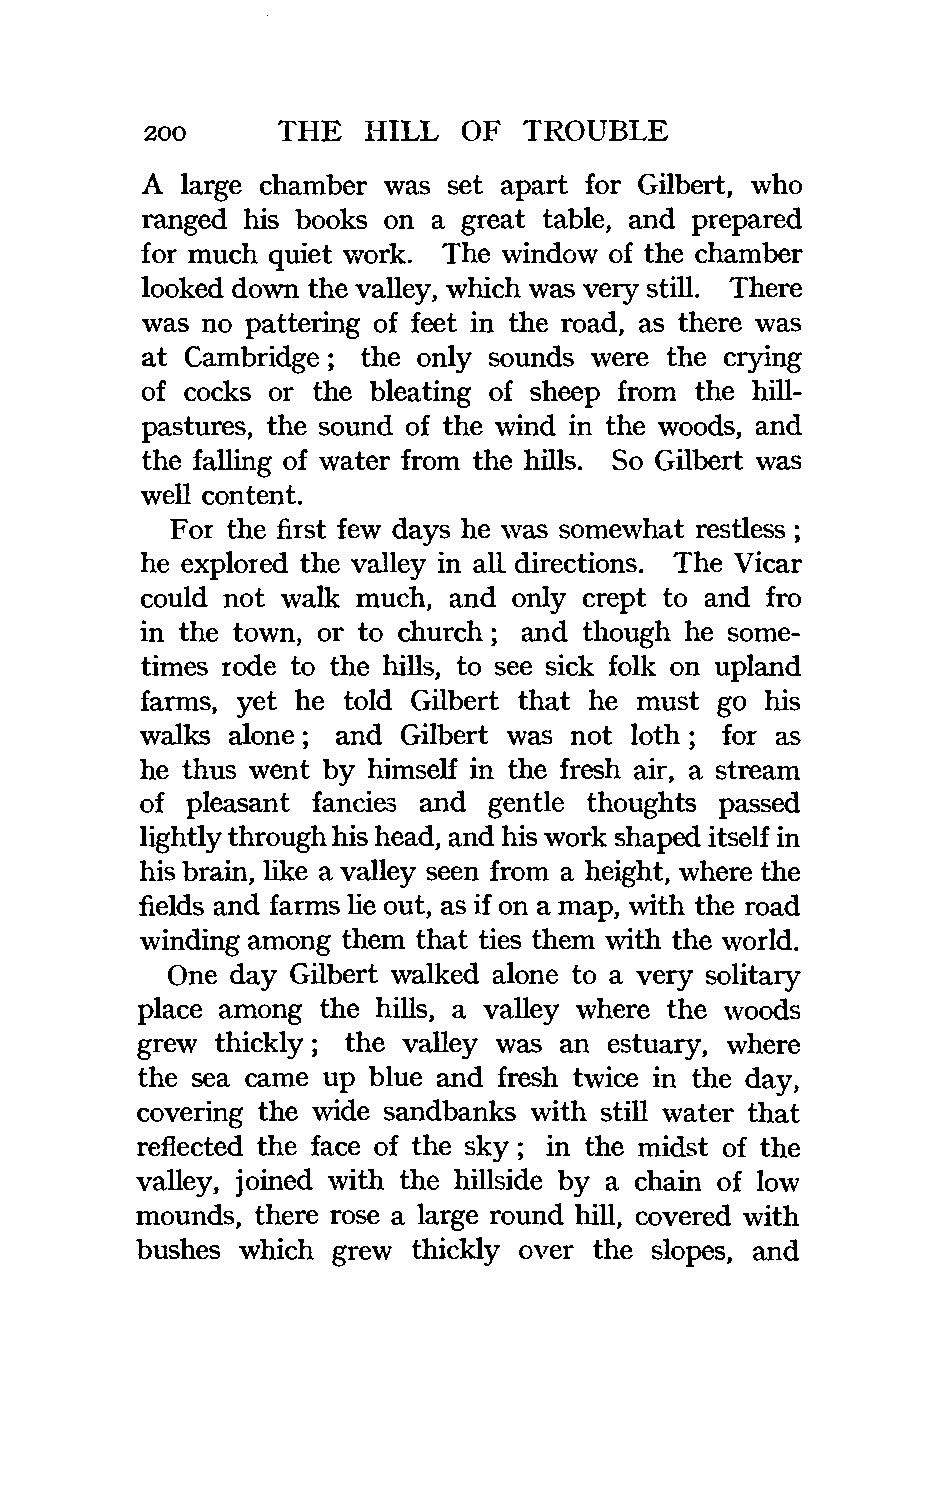 200 THE HILL OF TROUBLE
A large chamber was set apart for Gilbert, who
ranged his books on a great table, and prepared
for much quiet work. The window of the chamber
looked down the valley, which was very still. There
was no pattering of feet in the road, as there was
at Cambridge ; the only sounds were the crying
of cocks or the bleating of sheep from the hill-
pastures, the sound of the wind in the woods, and
the falling of water from the hills. So Gilbert was
well content.
For the first few days he was somewhat restless ;
he explored the valley in all directions. The Vicar
could not walk much, and only crept to and fro
in the town, or to church ; and though he some-
times rode to the hills, to see sick folk on upland
farms, yet he told Gilbert that he must go his
walks alone ; and Gilbert was not loth ; for as
he thus went by himself in the fresh air, a stream
of pleasant fancies and gentle thoughts passed
lightly through his head, and his work shaped itself in
his brain, like a valley seen from a height, where the
fields and farms lie out, as if on a map, with the road
winding among them that ties them with the world.
One day Gilbert walked alone to a very solitary
place among the hills, a valley where the woods
grew thickly ; the valley was an estuary, where
the sea came up blue and fresh twice in the day,
covering the wide sandbanks with still water that
reflected the face of the sky ; in the midst of the
valley, joined with the hillside by a chain of low
mounds, there rose a large round hill, covered with
bushes which grew thickly over the slopes, and